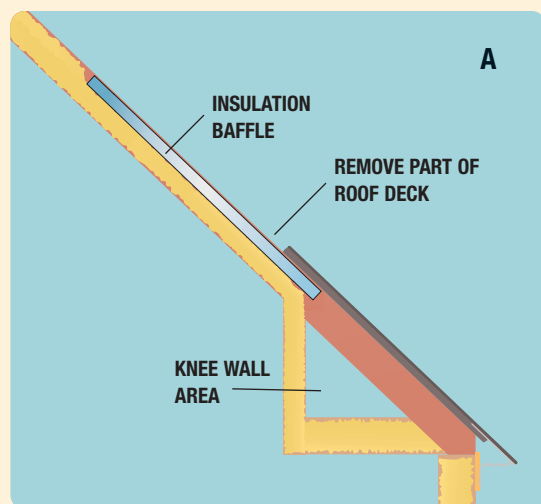 A
INSULATION
BAFFLE
REMOVE PART OF
ROOF DECK
KNEE WALL
AREA